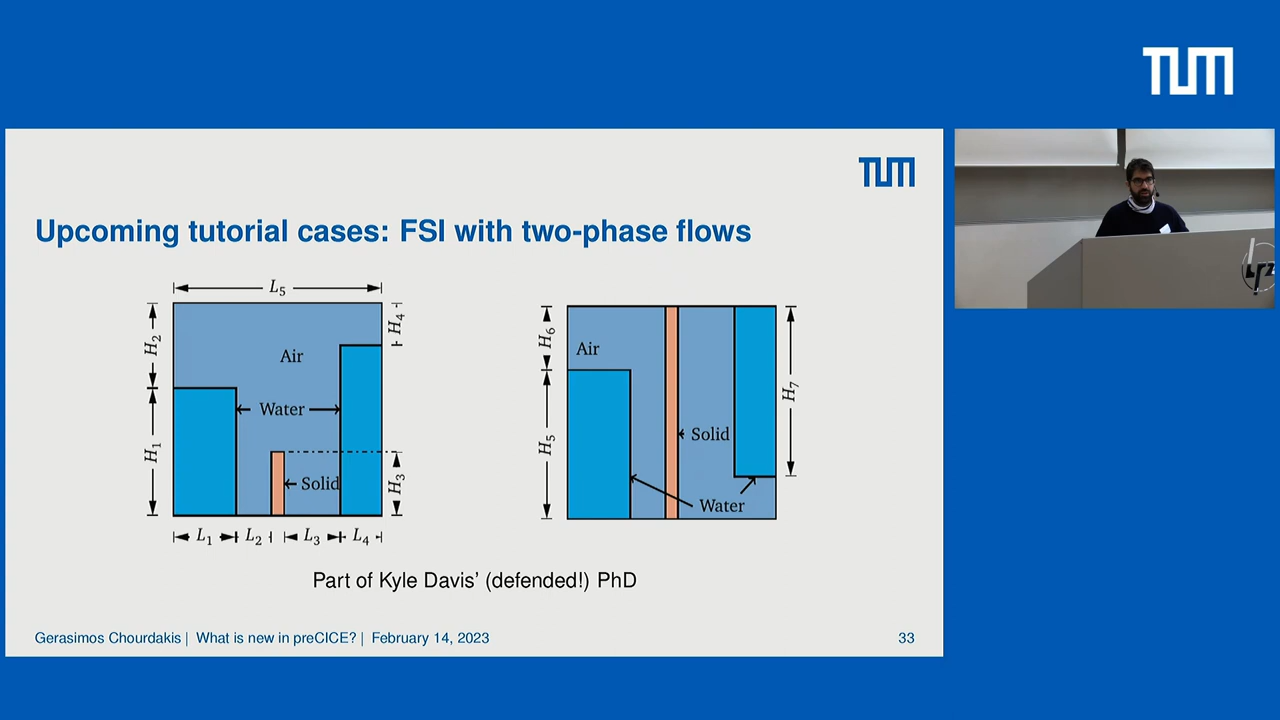 TUM
TUM
Upcoming tutorial cases: FSI with two-phase flows
L5
H2
H4
Air
Water
H1
Solid
H3
L1 L2 L3 L4
H6
Air
H7
H5
Solid
Water
Part of Kyle Davis’ (defended!) PhD
Gerasimos Chourdakis | What is new in preCICE? | February 14, 2023
33
lrz